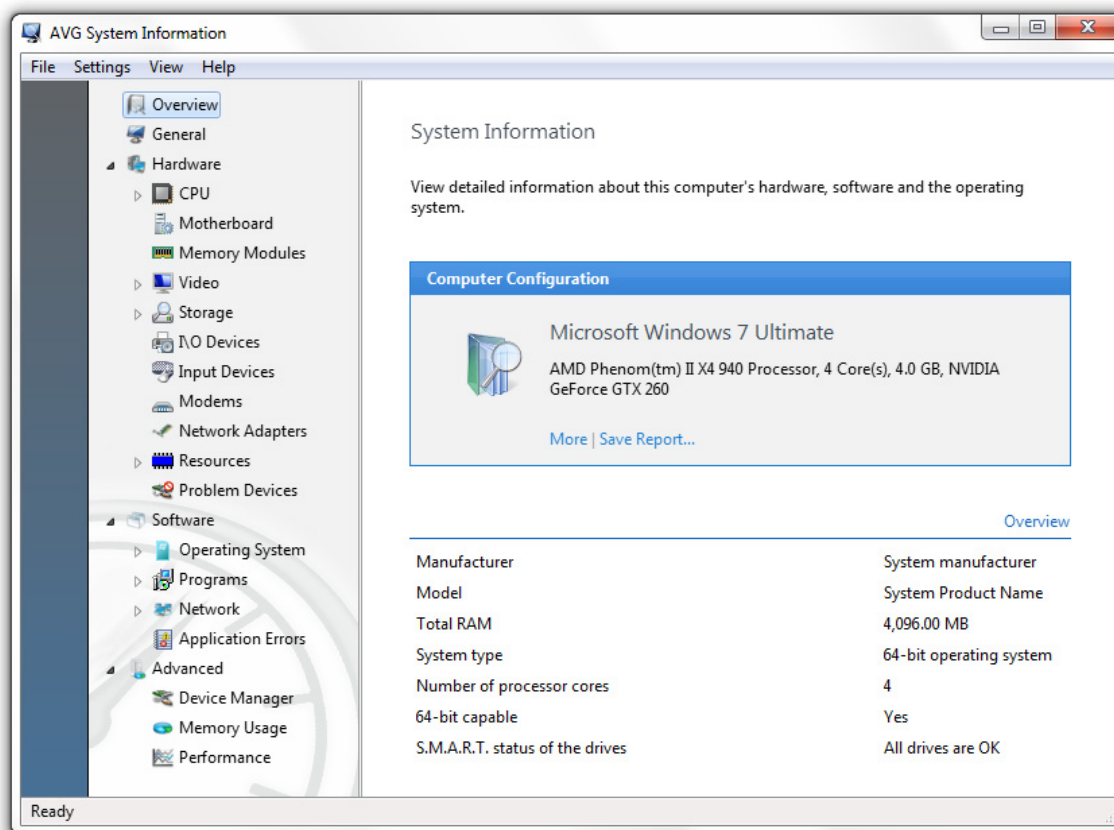 AVG System Information
File Settings View Help
Overview
General
Hardware
CPU
Motherboard
Memory Modules
Video
Storage
I\O Devices
Input Devices
Modems
Network Adapters
Resources
Problem Devices
Software
Operating System
Programs
Network
Application Errors
Advanced
Device Manager
Memory Usage
Performance
System Information
View detailed information about this computer's hardware, software and the operating
system.
Computer Configuration
Microsoft Windows 7 Ultimate
AMD Phenom(tm) II X4 940 Processor, 4 Core(s), 4.0 GB, NVIDIA
GeForce GTX 260
More | Save Report...
Overview
Manufacturer System manufacturer
Model System Product Name
Total RAM 4,096.00 MB
System type 64-bit operating system
Number of processor cores 4
64-bit capable Yes
S.M.A.R.T. status of the drives All drives are OK
Ready